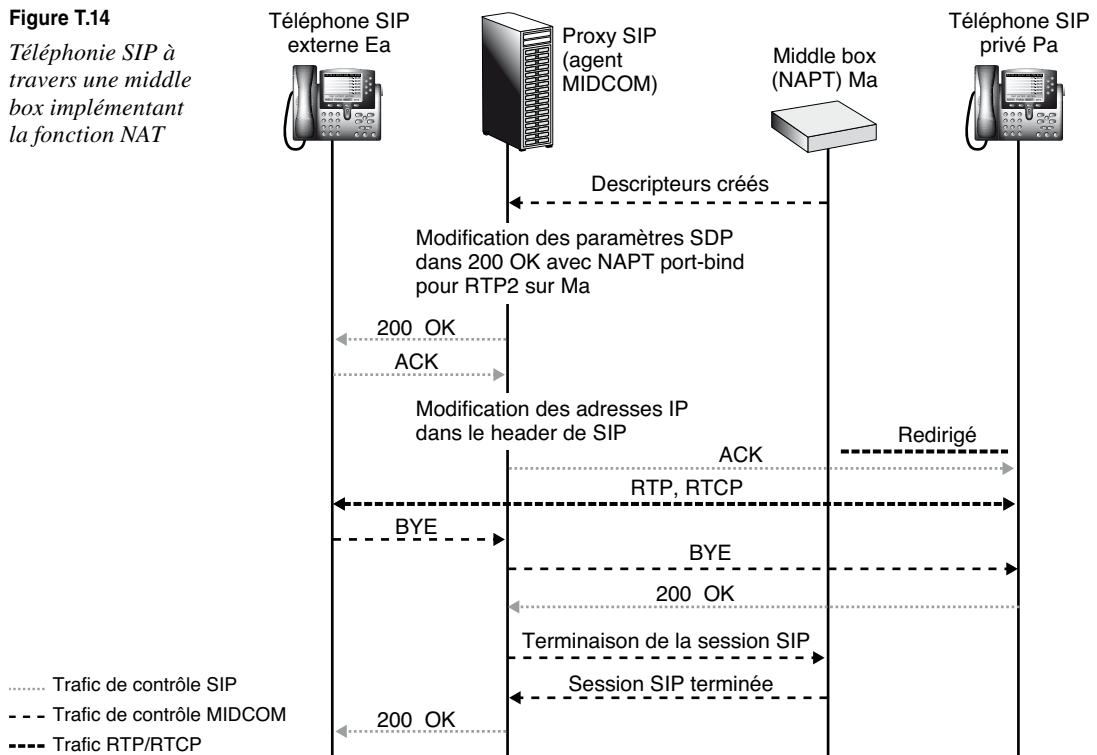 Figure T.14
Téléphonie SIP à
travers une middle
box implémentant
la fonction NAT
Téléphone SIP
externe Ea
Proxy SIP
(agent
MIDCOM)
Middle box
(NAPT) Ma
Téléphone SIP
privé Pa
Descripteurs créés
Modification des paramètres SDP
dans 200 OK avec NAPT port-bind
pour RTP2 sur Ma
200 OK
ACK
Modification des adresses IP
dans le header de SIP
Redirigé
ACK
RTP, RTCP
BYE
BYE
200 OK
Terminaison de la session SIP
Session SIP terminée
200 OK
Trafic de contrôle SIP
Trafic de contrôle MIDCOM
Trafic RTP/RTCP